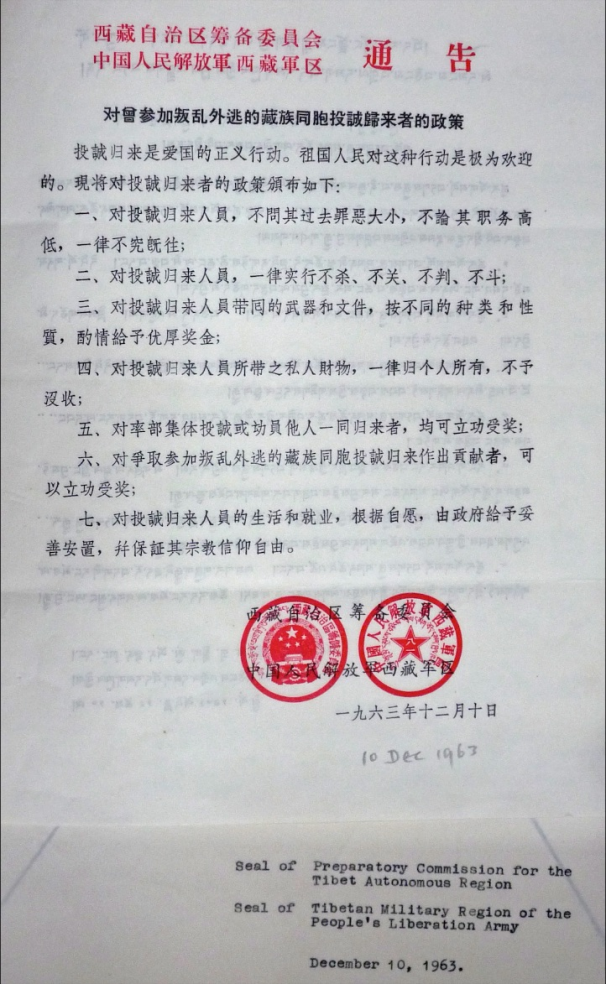 西藏自治区筹备委員会
中国人民解放軍西藏軍区 通告
对曾参加叛乱外逃的藏族同胞投誠歸来者的政策
投誠归来是爱国的正义行动。祖国人民对这种行动是极为欢迎
的。现将对投誠归来者的政策頒布如下:
一、对投誠归来人員，不問其过去罪惡大小，不論其职务高
低，一律不究既往;
二、对投誠归来人員，一律实行不杀、不关、不判、不斗;
三、对投誠归来人員带囘的武器和文件，按不同的种类和性
質，酌情給予优厚奖金;
四、对投誠归来人員所带之私人財物，一律归个人所有，不予
沒收;
五、对率部集体投誠或动員他人一同归来者，均可立功受奖;
六、对爭取参加叛乱外逃的藏族同胞投誠归来作出貢献者，可
以立功受奖;
七、对投誠归来人員的生活和就业，根据自愿，由政府給予妥
善安置，幷保証其宗教信仰自由。
西藏自治区筹备委員会
中国人民解放军西藏军区
一九六三年十二月十日
10 Dec 1963
Seal of Preparatory Commission for the
Tibet Autonomous Region
Seal of Tibetan Military Region of the
People's Liberation Army
December 10, 1963.